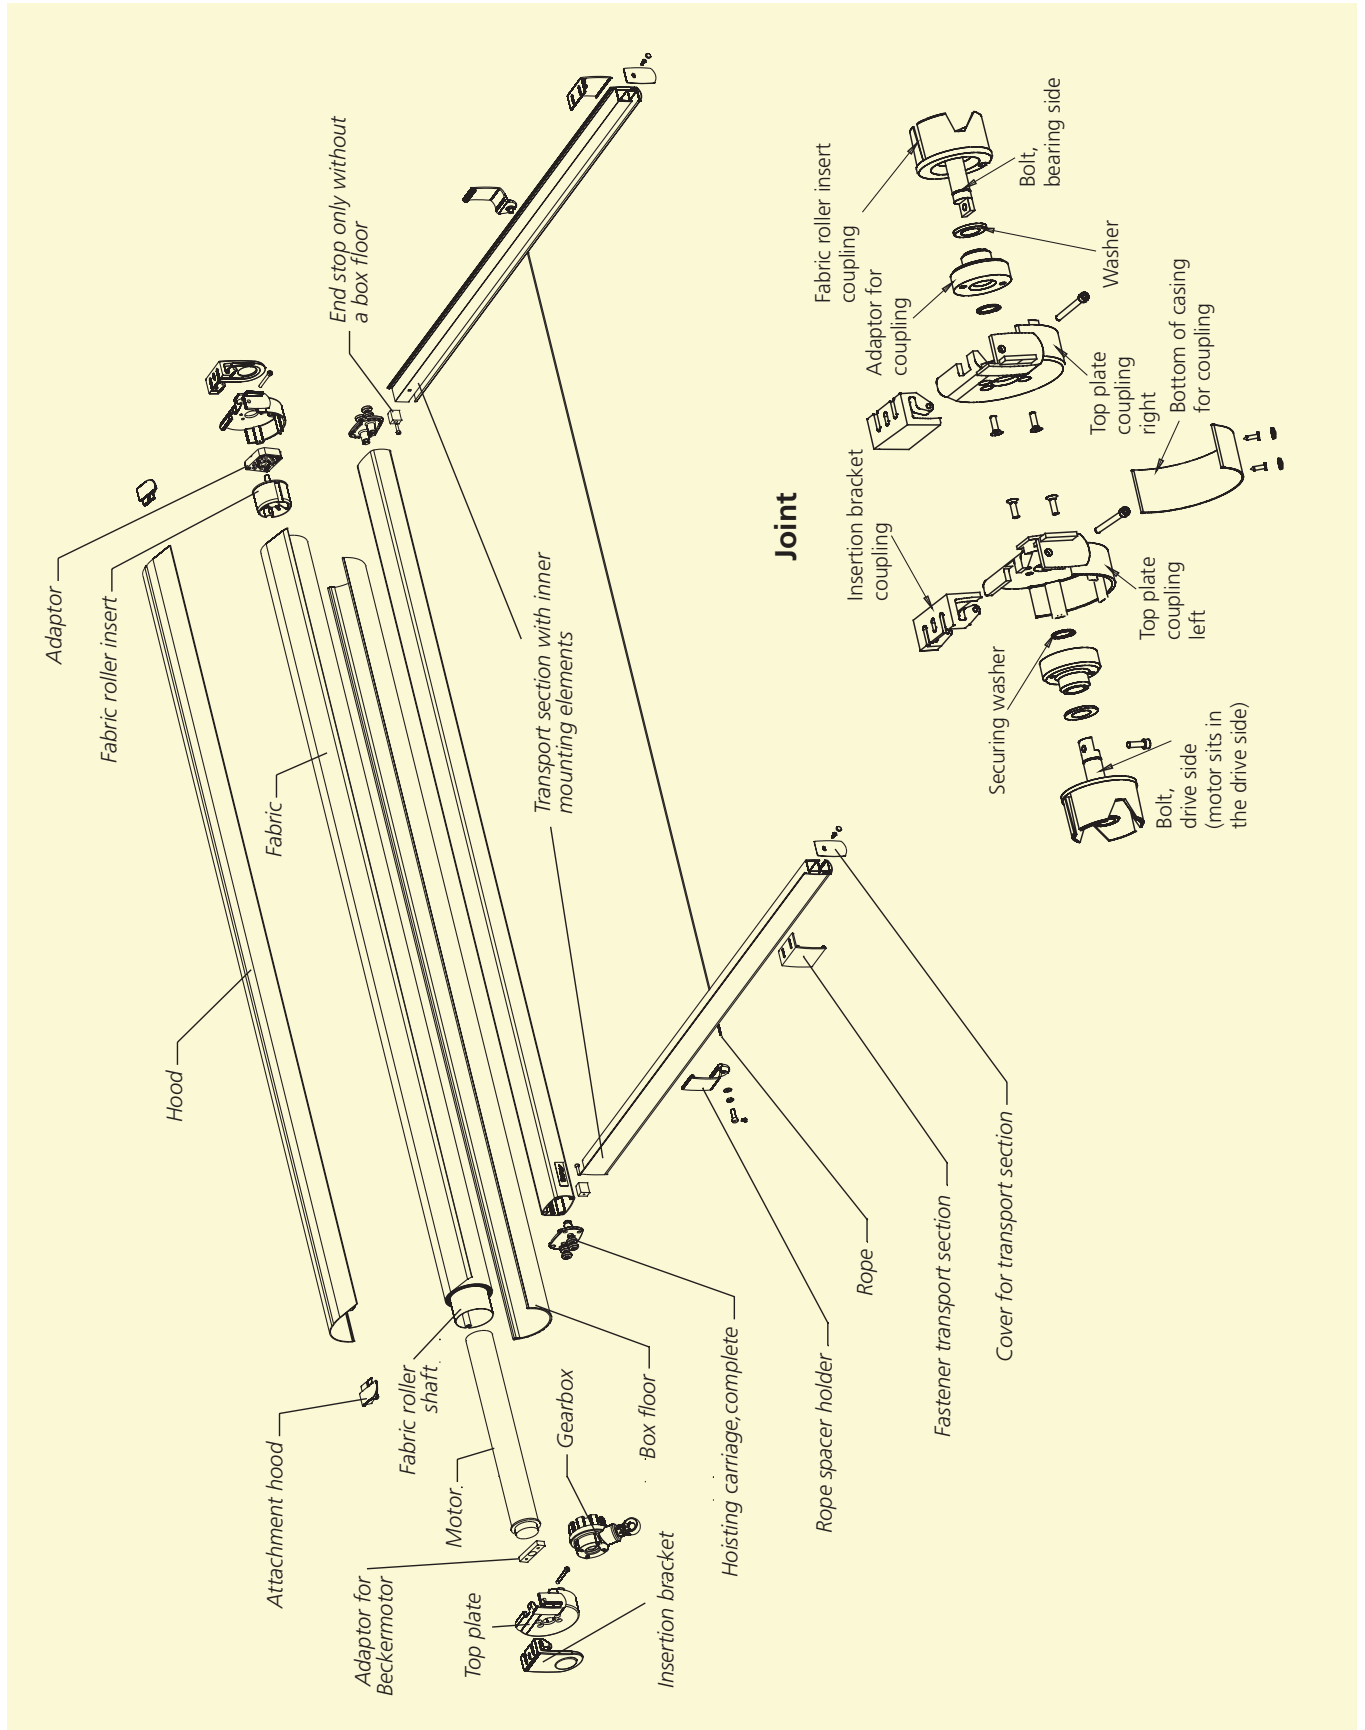 Adaptor
Fabric roller insert
Hood
Fabric
End stop only without
a box floor
Transport section with inner
mounting elements
Attachment hood
Fabric roller
shaft
Motor
Adaptor for
Beckermotor
Top plate
Gearbox
Insertion bracket
Box floor
Hoisting carriage,complete
Rope spacer holder
Rope
Fastener transport section
Cover for transport section
Joint
Fabric roller insert
coupling
Adaptor for
coupling
Bolt,
bearing side
Washer
Top plate
coupling
right
Bottom of casing
for coupling
Insertion bracket
coupling
Securing washer
Top plate
coupling
left
Bolt,
drive side
(motor sits in
the drive side)